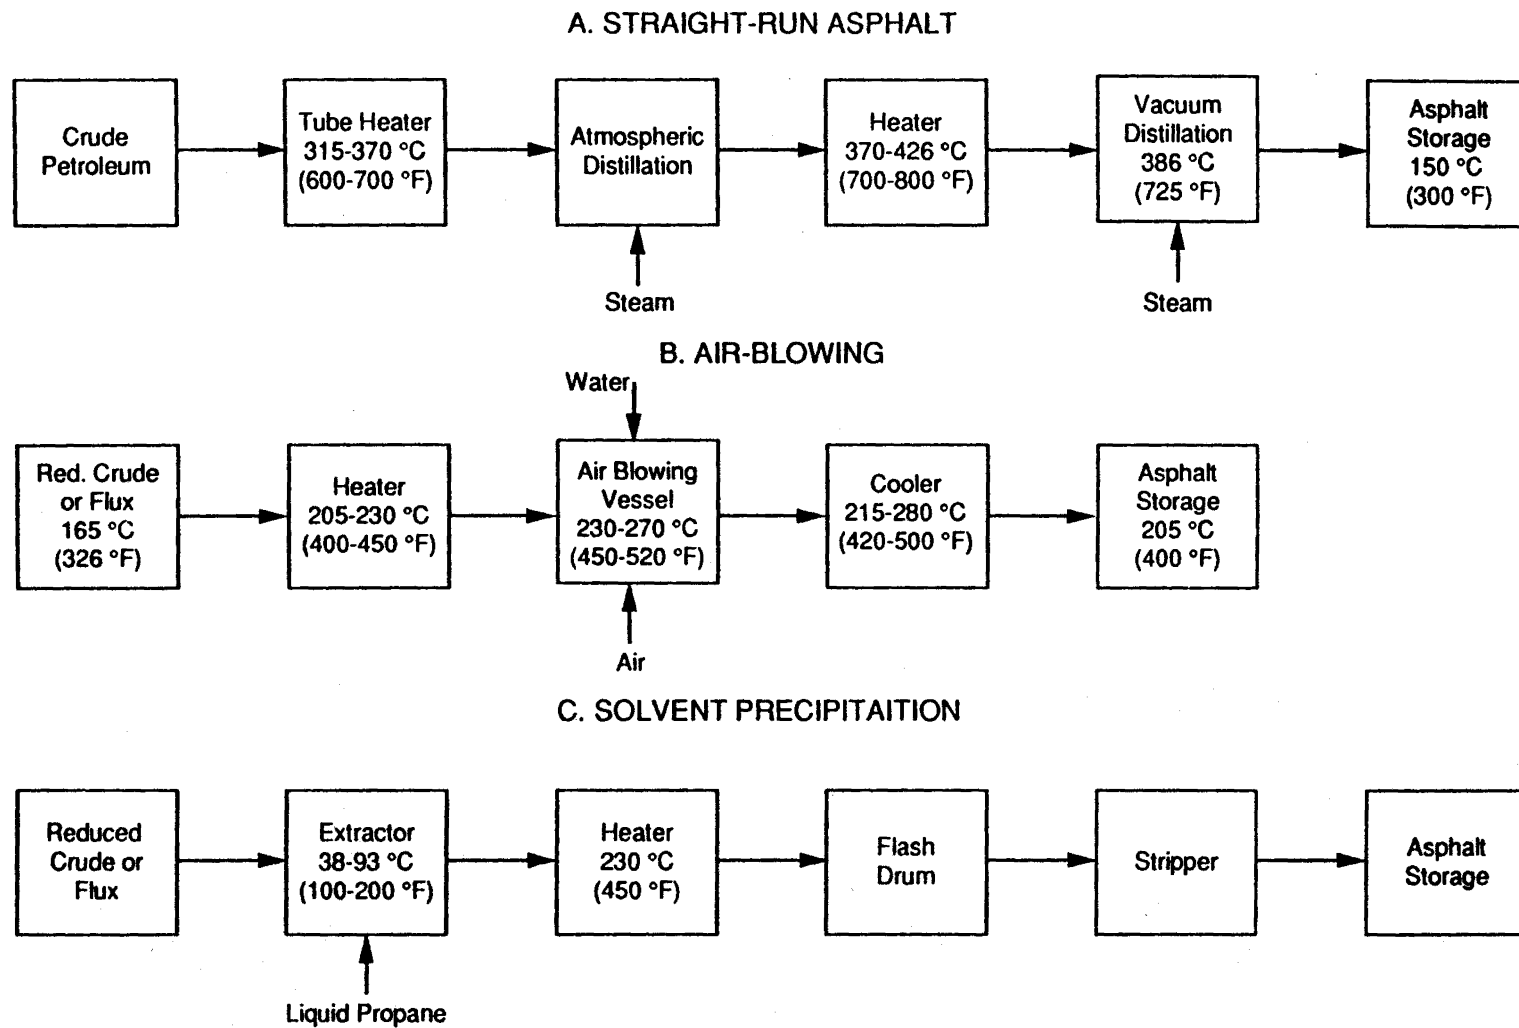 A. STRAIGHT-RUN ASPHALT
Crude
Petroleum
Tube Heater
315-370 °C
(600-700 °F)
Atmospheric
Distillation
Heater
370-426 °C
(700-800 °F)
Vacuum
Distillation
386 °C
(725 °F)
Asphalt
Storage
150 °C
(300 °F)
Steam
Steam
B. AIR-BLOWING
Water
Red. Crude
or Flux
165 °C
(326 °F)
Heater
205-230 °C
(400-450 °F)
Air Blowing
Vessel
230-270 °C
(450-520 °F)
Cooler
215-280 °C
(420-500 °F)
Asphalt
Storage
205 °C
(400 °F)
Air
C. SOLVENT PRECIPITAITION
Reduced
Crude or
Flux
Extractor
38-93 °C
(100-200 °F)
Heater
230 °C
(450 °F)
Flash
Drum
Stripper
Asphalt
Storage
Liquid Propane